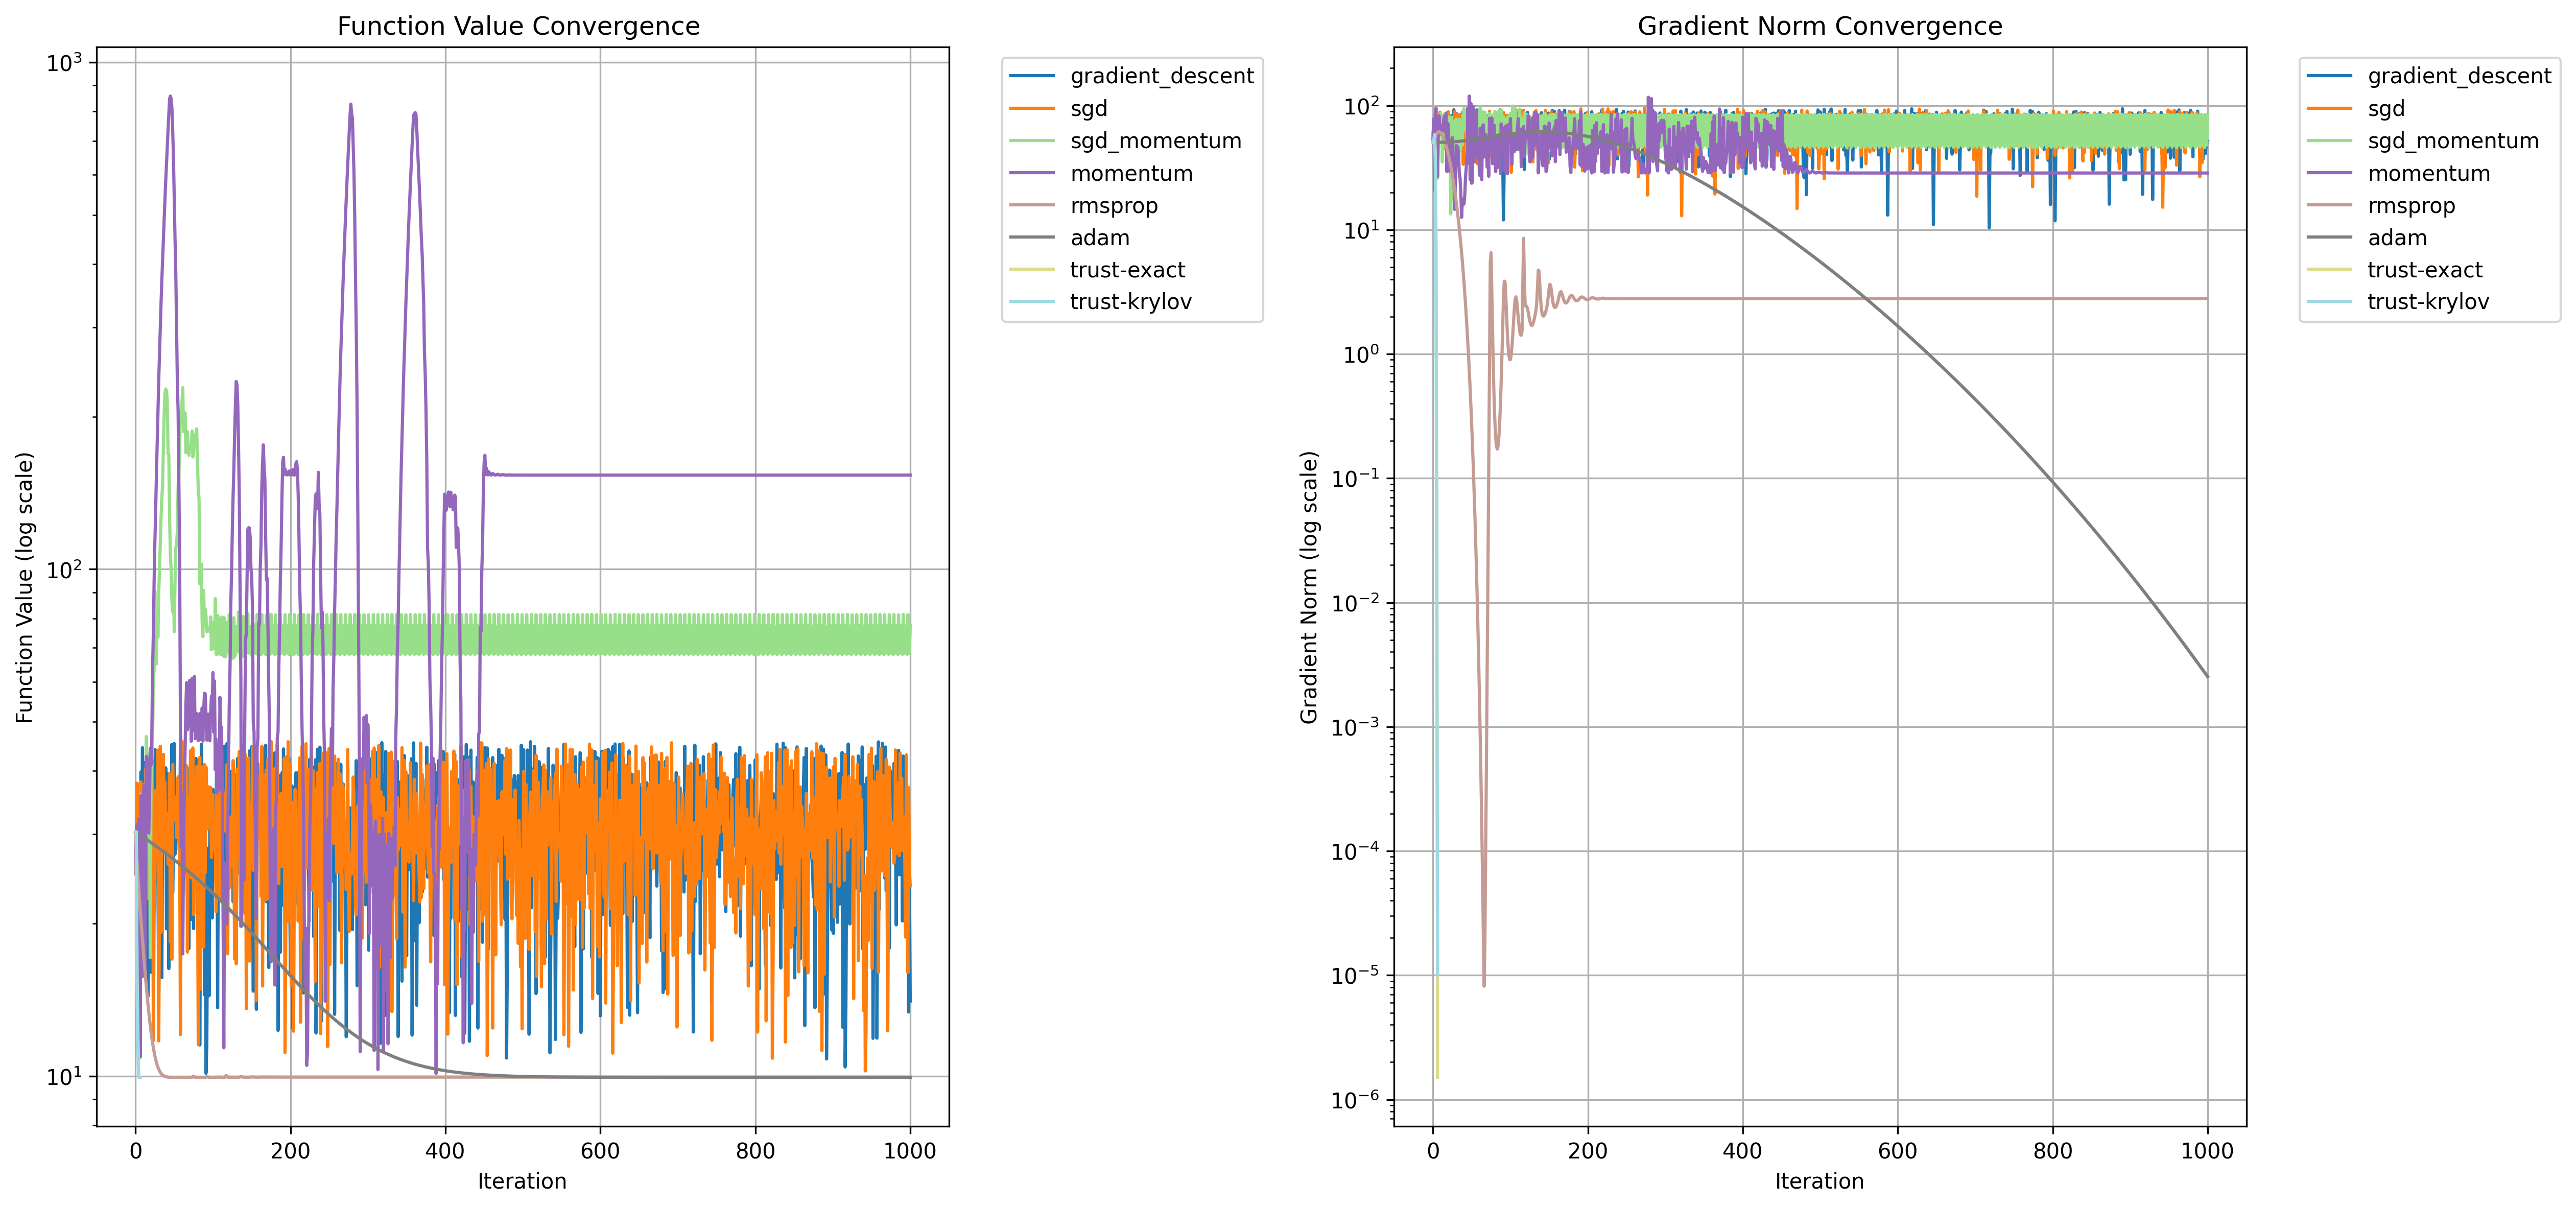 Function Value Convergence
10³
10²
10¹
Function Value (log scale)
0 200 400 600 800 1000
Iteration
gradient_descent
sgd
sgd_momentum
momentum
rmsprop
adam
trust-exact
trust-krylov
Gradient Norm Convergence
10²
10¹
10⁰
10⁻¹
10⁻²
10⁻³
10⁻⁴
10⁻⁵
10⁻⁶
Gradient Norm (log scale)
0 200 400 600 800 1000
Iteration
gradient_descent
sgd
sgd_momentum
momentum
rmsprop
adam
trust-exact
trust-krylov